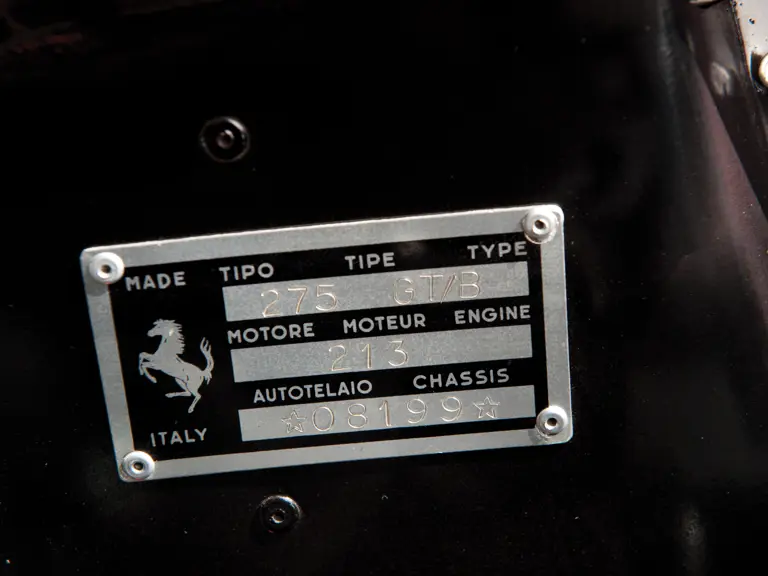 MADE TIPO TIPE TYPE
275 GT/B
MOTORE MOTEUR ENGINE
213
AUTOTELAIO CHASSIS
☆08199☆
ITALY